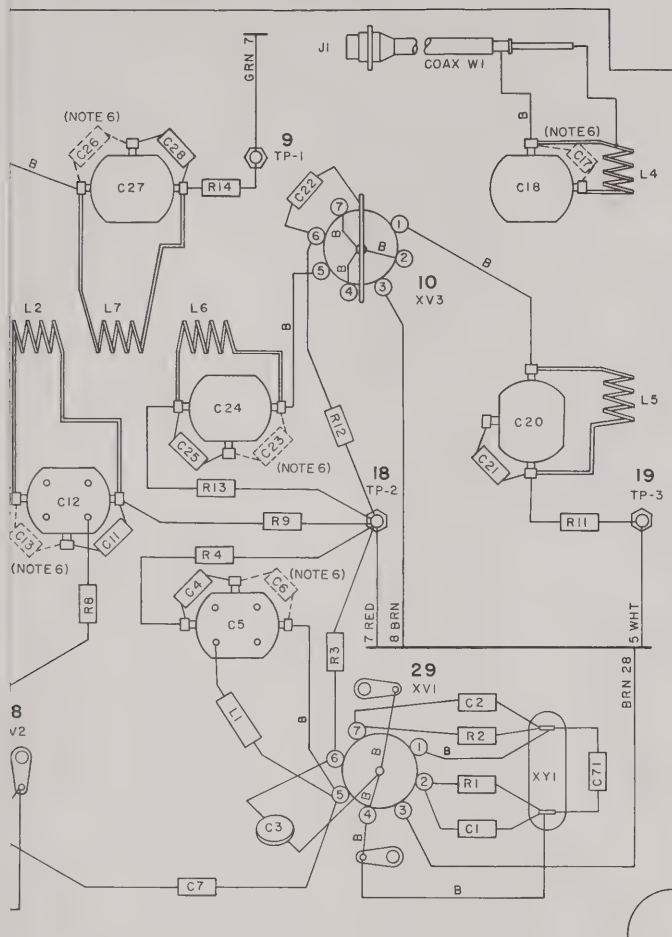 J1
COAX W1
GRN 7
(NOTE 6)
C26
C28
B
C27
R14
9
TP-1
B
(NOTE 6)
C17
C18
L4
C22
7
1
6
B
B
2
5
B
4
3
10
XV3
B
L2
L7
L6
B
C24
C25
C23
(NOTE 6)
R12
C20
L5
C21
18
TP-2
19
TP-3
R13
C12
R9
R11
C13
C11
(NOTE 6)
R4
R8
C4
C6
(NOTE 6)
C5
R3
7 RED
8 BRN
5 WHT
BRN 28
L1
B
29
XV1
C2
7
R2
1
B
6
B
2
R1
XY1
C71
5
B
4
3
C1
C3
B
8
V2
C7
B